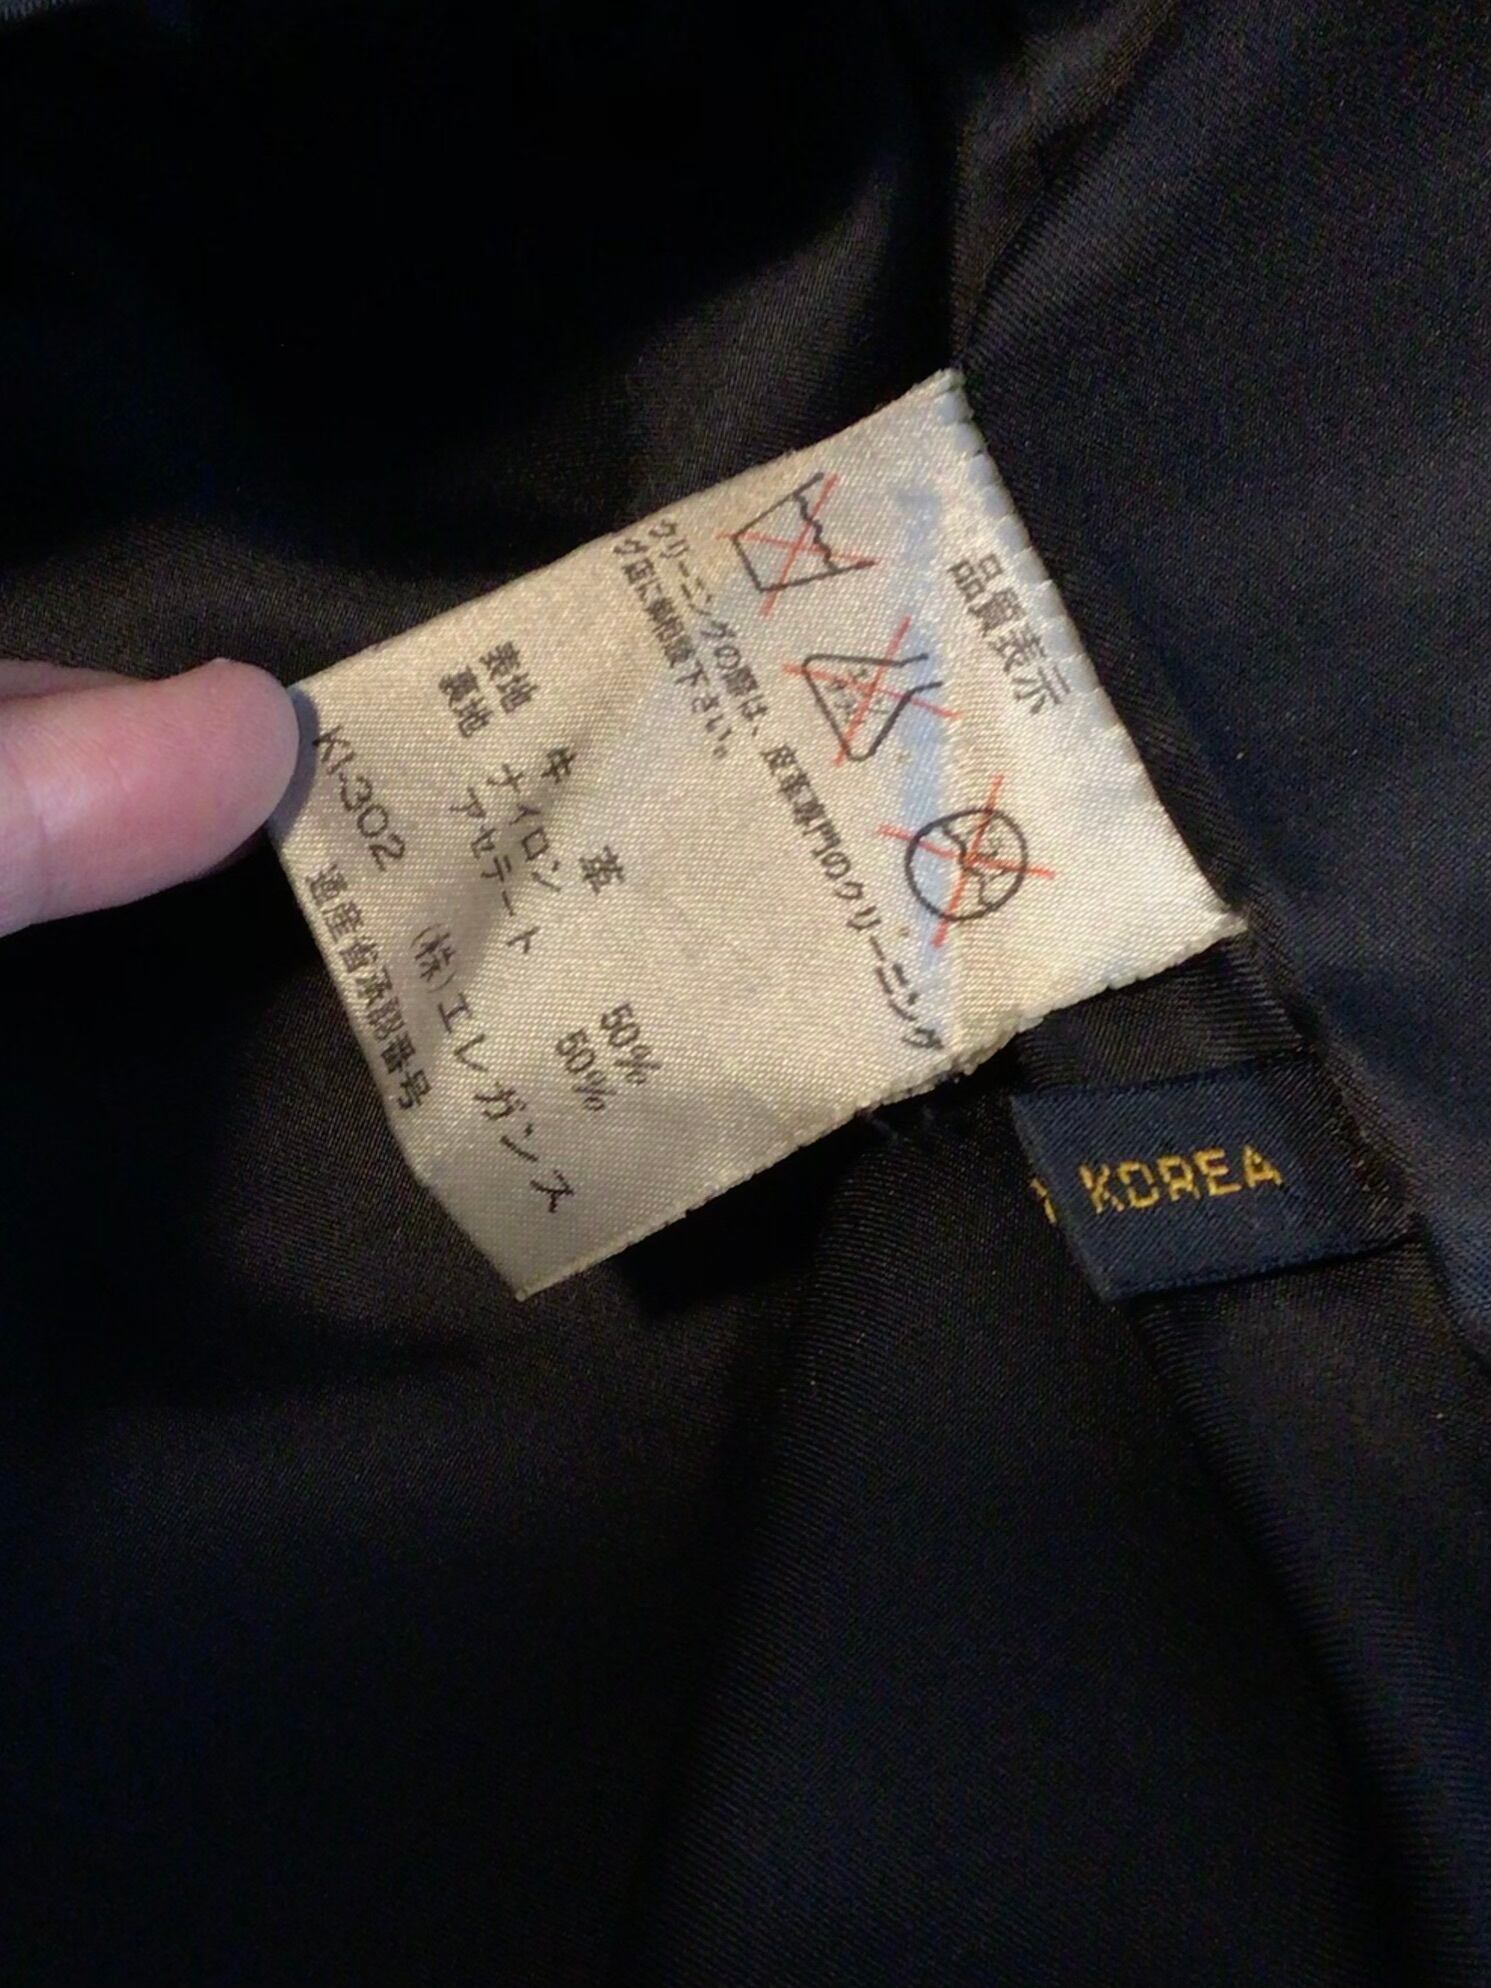 品質表示
クリーニングの際は、皮革専門のクリーニング
グ店に御相談下さい。
表地 牛 革
裏地 ナイロン 50%
アセテート 50%
(株)エレガンス
KI-302 通産省承認番号
KOREA